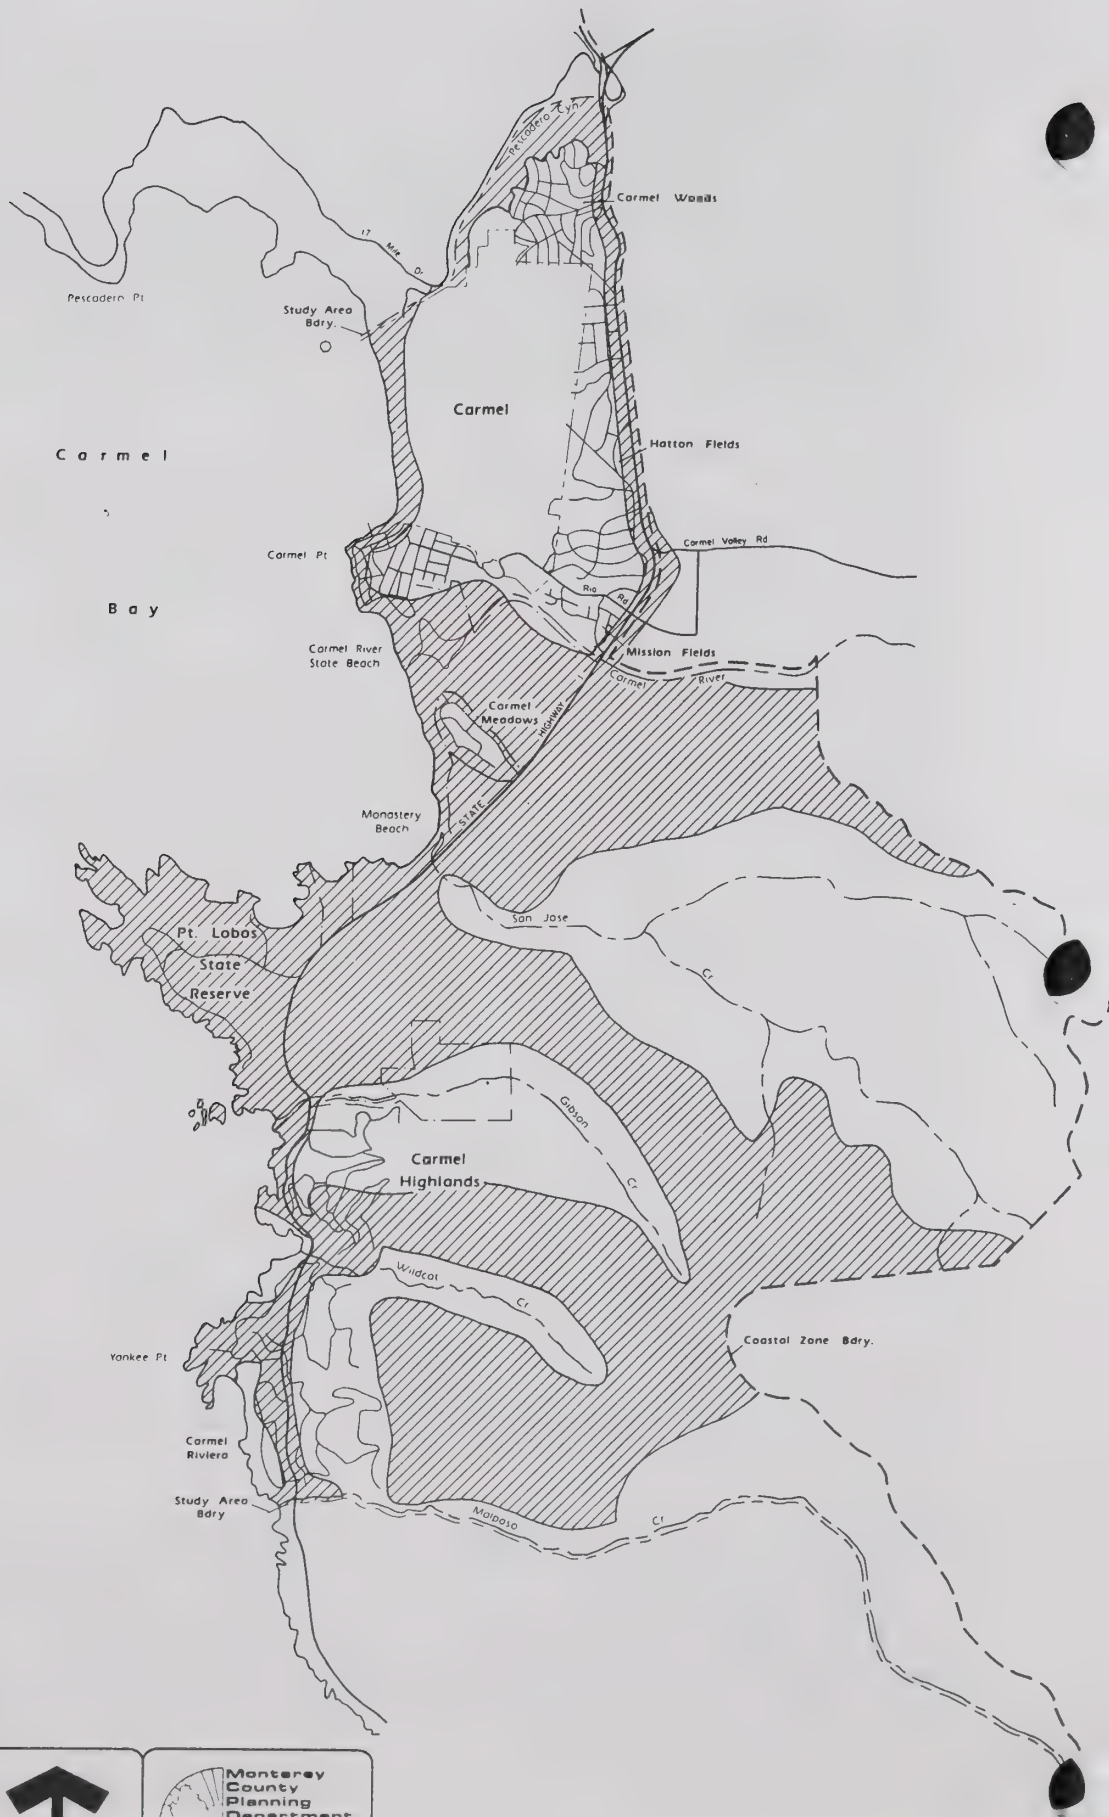 Pescadero Cyn
Carmel Woods
17 Mile Dr
Pescadero Pt
Study Area
Bdry.
Carmel
Hatton Fields
Carmel
Carmel Pt
Carmel Valley Rd
Rio Rd
Bay
Mission Fields
Carmel River
State Beach
Carmel River
Carmel
Meadows
STATE HIGHWAY
Monastery
Beach
San Jose Cr
Pt. Lobos
State
Reserve
Gibson Cr
Carmel
Highlands
Wildcat Cr
Coastal Zone Bdry.
Yankee Pt
Carmel
Riviera
Study Area
Bdry
Malpaso Cr
Monterey
County
Planning
Department